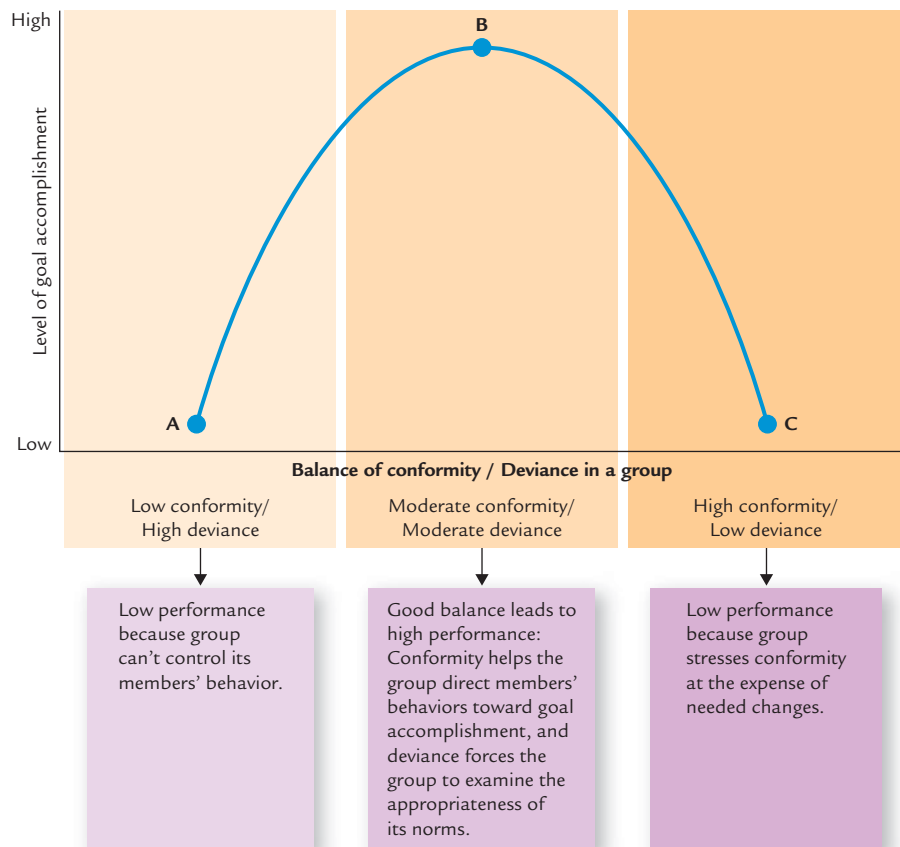 High
B
Level of goal accomplishment
A
C
Low
Balance of conformity / Deviance in a group
Low conformity/
High deviance
Moderate conformity/
Moderate deviance
High conformity/
Low deviance
Low performance
because group
can’t control its
members’ behavior.
Good balance leads to
high performance:
Conformity helps the
group direct members’
behaviors toward goal
accomplishment, and
deviance forces the
group to examine the
appropriateness of
its norms.
Low performance
because group
stresses conformity
at the expense of
needed changes.